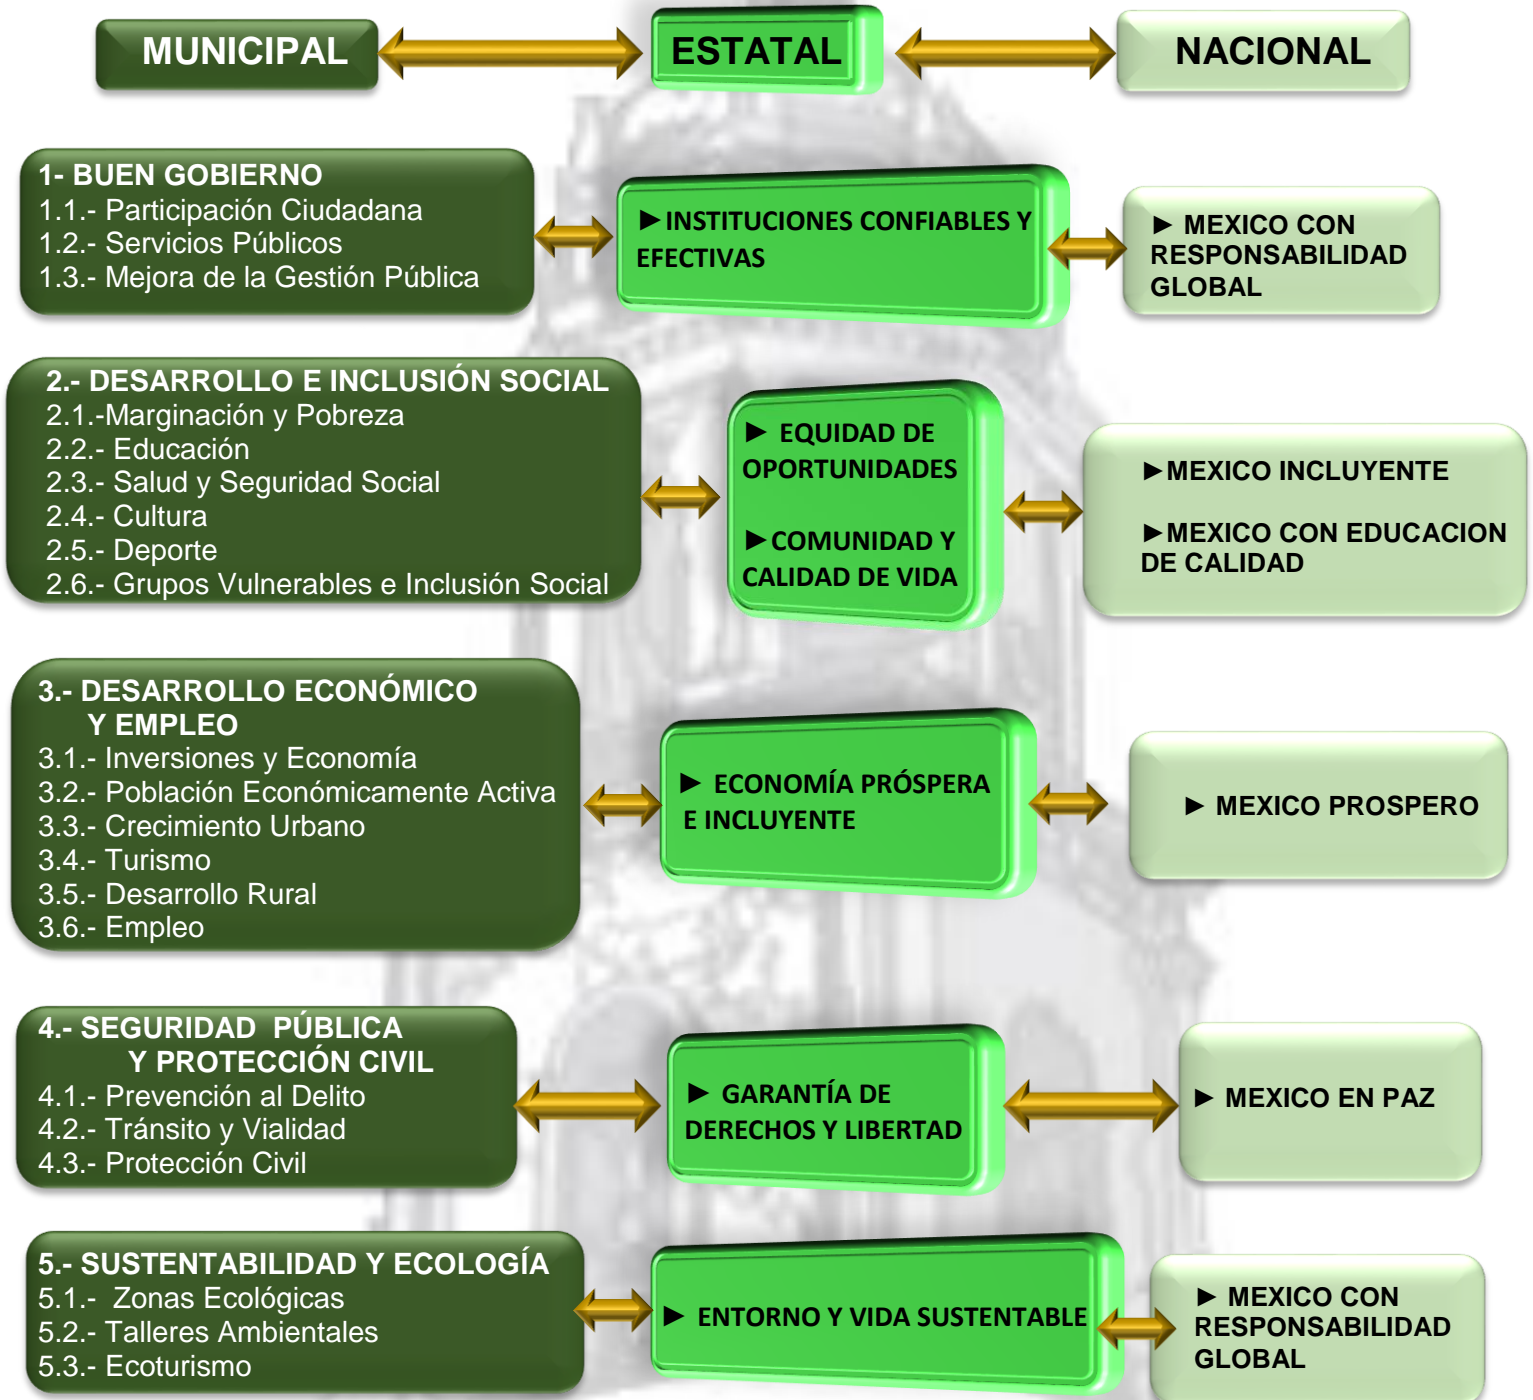 MUNICIPAL
ESTATAL
NACIONAL
1- BUEN GOBIERNO
1.1.- Participación Ciudadana
1.2.- Servicios Públicos
1.3.- Mejora de la Gestión Pública
►INSTITUCIONES CONFIABLES Y
EFECTIVAS
► MEXICO CON
RESPONSABILIDAD
GLOBAL
2.- DESARROLLO E INCLUSIÓN SOCIAL
2.1.-Marginación y Pobreza
2.2.- Educación
2.3.- Salud y Seguridad Social
2.4.- Cultura
2.5.- Deporte
2.6.- Grupos Vulnerables e Inclusión Social
► EQUIDAD DE
OPORTUNIDADES
►COMUNIDAD Y
CALIDAD DE VIDA
►MEXICO INCLUYENTE
►MEXICO CON EDUCACION
DE CALIDAD
3.- DESARROLLO ECONÓMICO
Y EMPLEO
3.1.- Inversiones y Economía
3.2.- Población Económicamente Activa
3.3.- Crecimiento Urbano
3.4.- Turismo
3.5.- Desarrollo Rural
3.6.- Empleo
► ECONOMÍA PRÓSPERA
E INCLUYENTE
► MEXICO PROSPERO
4.- SEGURIDAD PÚBLICA
Y PROTECCIÓN CIVIL
4.1.- Prevención al Delito
4.2.- Tránsito y Vialidad
4.3.- Protección Civil
► GARANTÍA DE
DERECHOS Y LIBERTAD
► MEXICO EN PAZ
5.- SUSTENTABILIDAD Y ECOLOGÍA
5.1.- Zonas Ecológicas
5.2.- Talleres Ambientales
5.3.- Ecoturismo
► ENTORNO Y VIDA SUSTENTABLE
► MEXICO CON
RESPONSABILIDAD
GLOBAL